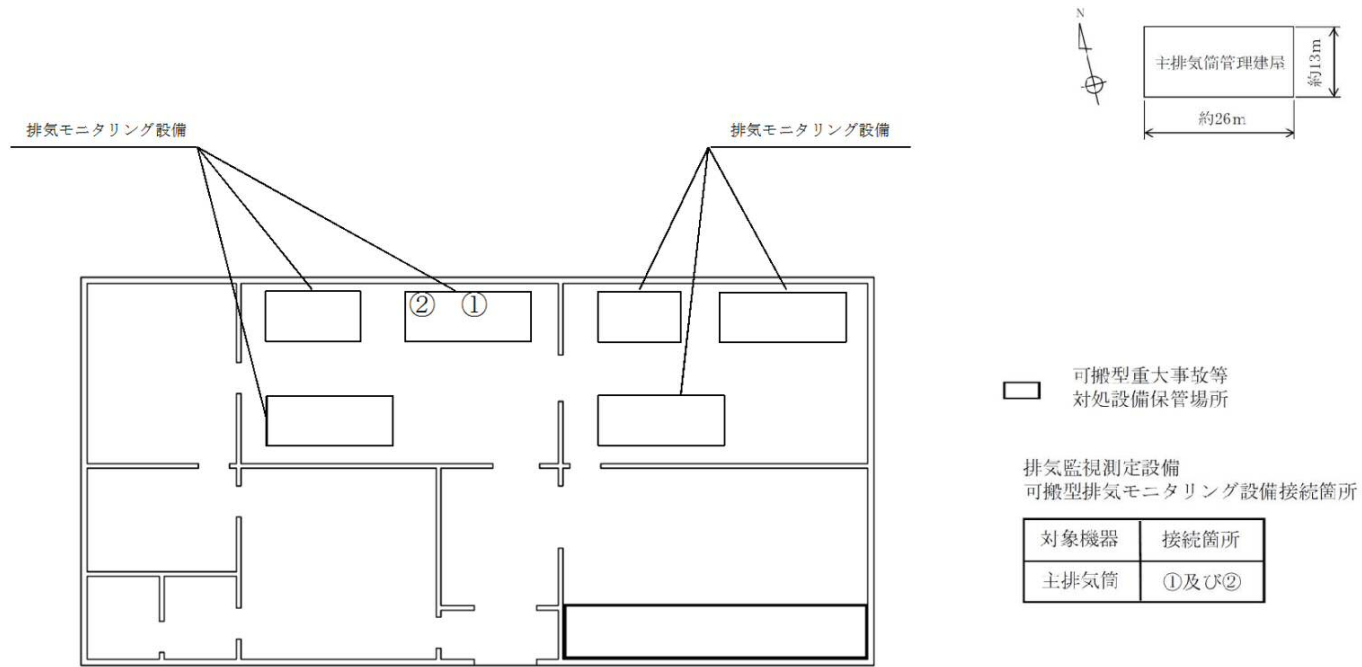 N
主排気筒管理建屋
約13m
約26m
排気モニタリング設備
排気モニタリング設備
② ①
可搬型重大事故等
対処設備保管場所
排気監視測定設備
可搬型排気モニタリング設備接続箇所
対象機器 接続箇所
主排気筒 ①及び②